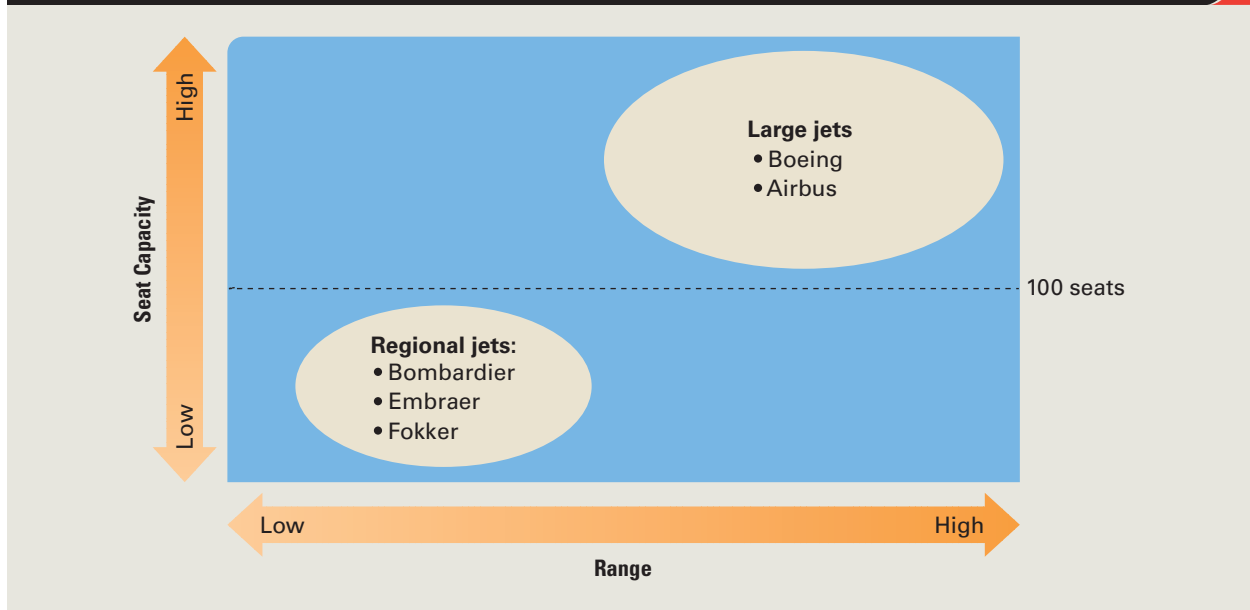 High
Low
Seat Capacity
Large jets
• Boeing
• Airbus
100 seats
Regional jets:
• Bombardier
• Embraer
• Fokker
Low
High
Range